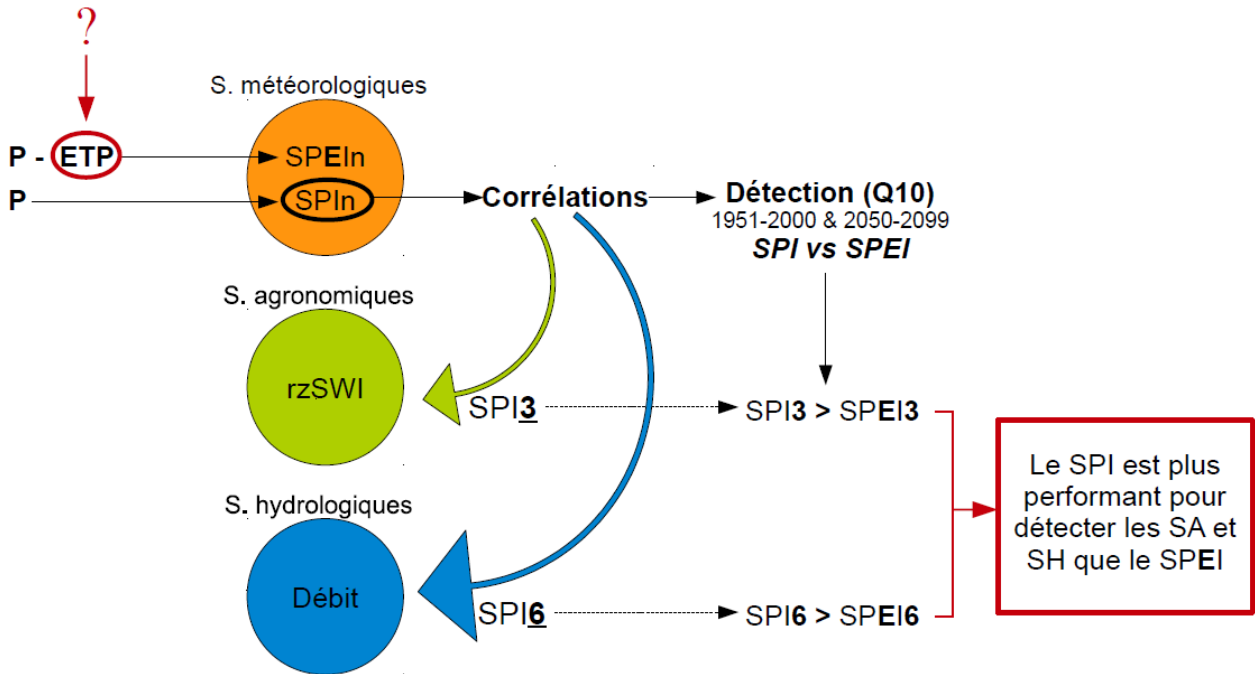 ?
S. météorologiques
P - ETP
SPEIn
P
SPIn
Corrélations
Détection (Q10)
1951-2000 & 2050-2099
SPI vs SPEI
S. agronomiques
rzSWI
SPI3
SPI3 > SPEI3
Le SPI est plus
performant pour
détecter les SA et
SH que le SPEI
S. hydrologiques
Débit
SPI6
SPI6 > SPEI6